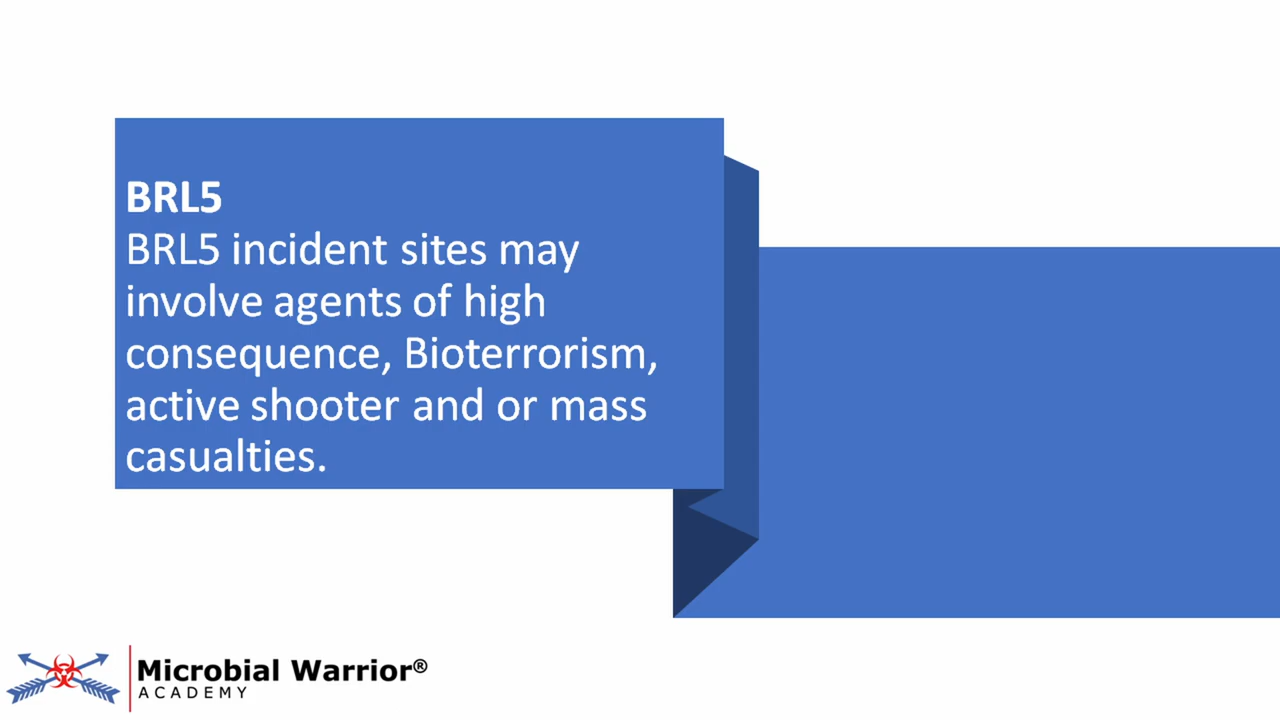 BRL5
BRL5 incident sites may
involve agents of high
consequence, Bioterrorism,
active shooter and or mass
casualties.
Microbial Warrior®
ACADEMY